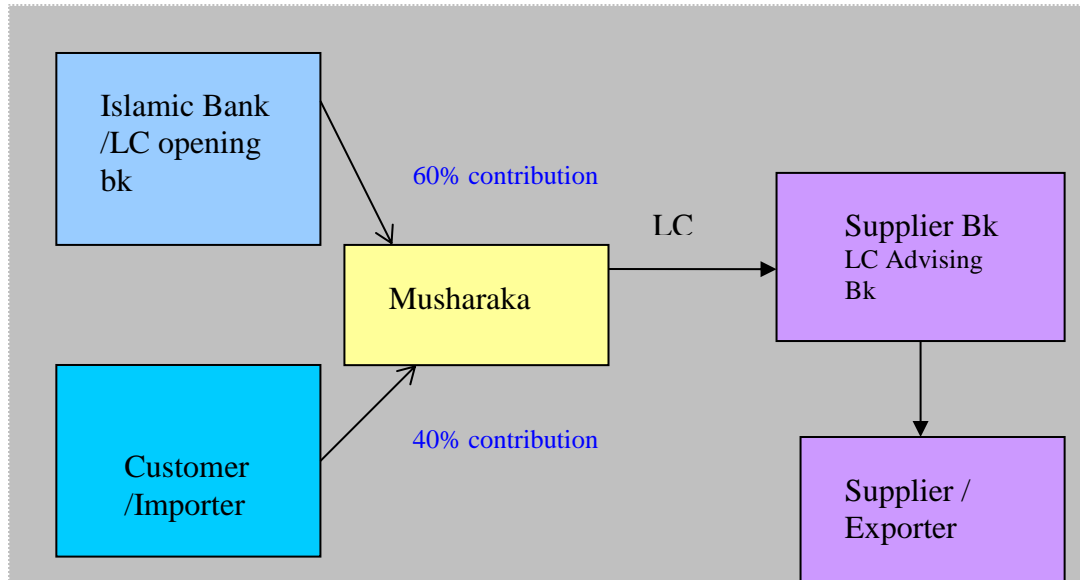 Islamic Bank
/LC opening
bk
60% contribution
LC
Supplier Bk
LC Advising
Bk
Musharaka
40% contribution
Customer
/Importer
Supplier /
Exporter